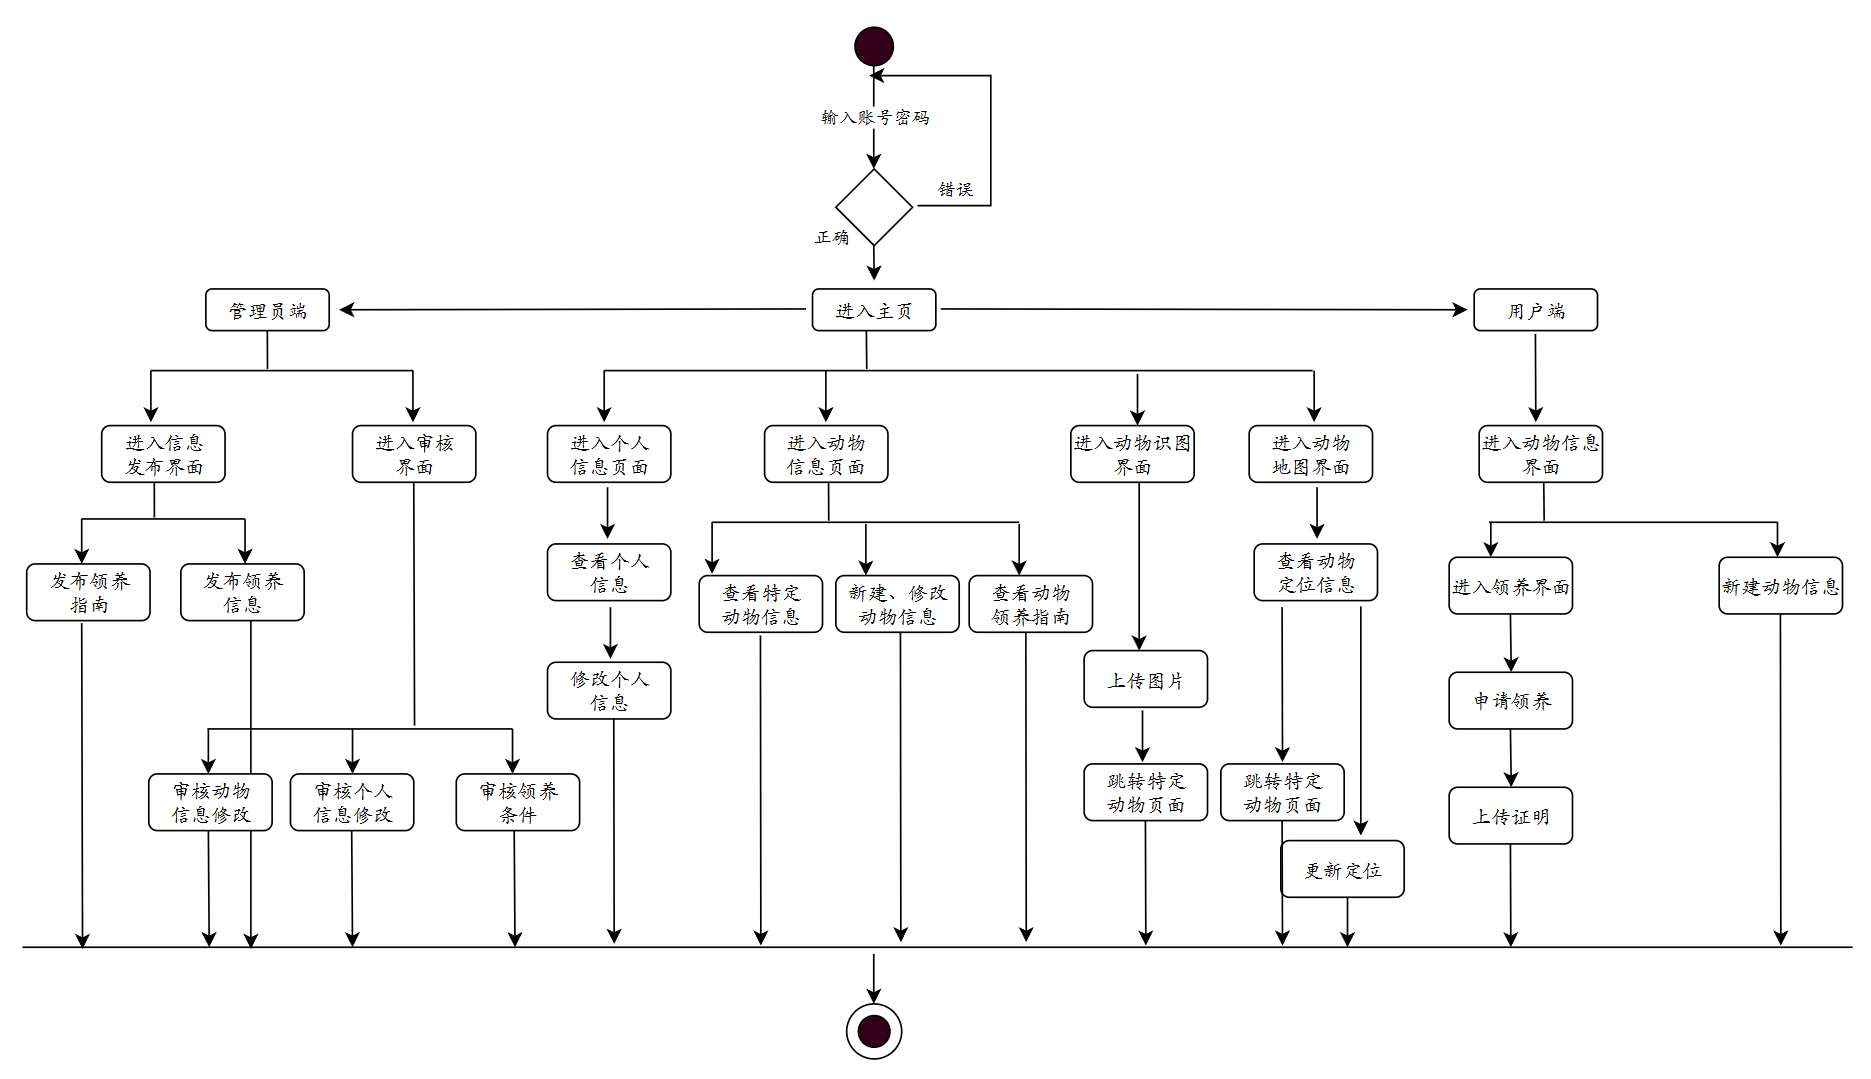 输入账号密码
错误
正确
管理员端
进入主页
用户端
进入信息
发布界面
进入审核
界面
进入个人
信息页面
进入动物
信息页面
进入动物识图
界面
进入动物
地图界面
进入动物信息
界面
发布领养
指南
发布领养
信息
查看个人
信息
查看特定
动物信息
新建、修改
动物信息
查看动物
领养指南
查看动物
定位信息
进入领养界面
新建动物信息
修改个人
信息
上传图片
申请领养
审核动物
信息修改
审核个人
信息修改
审核领养
条件
跳转特定
动物页面
跳转特定
动物页面
上传证明
更新定位